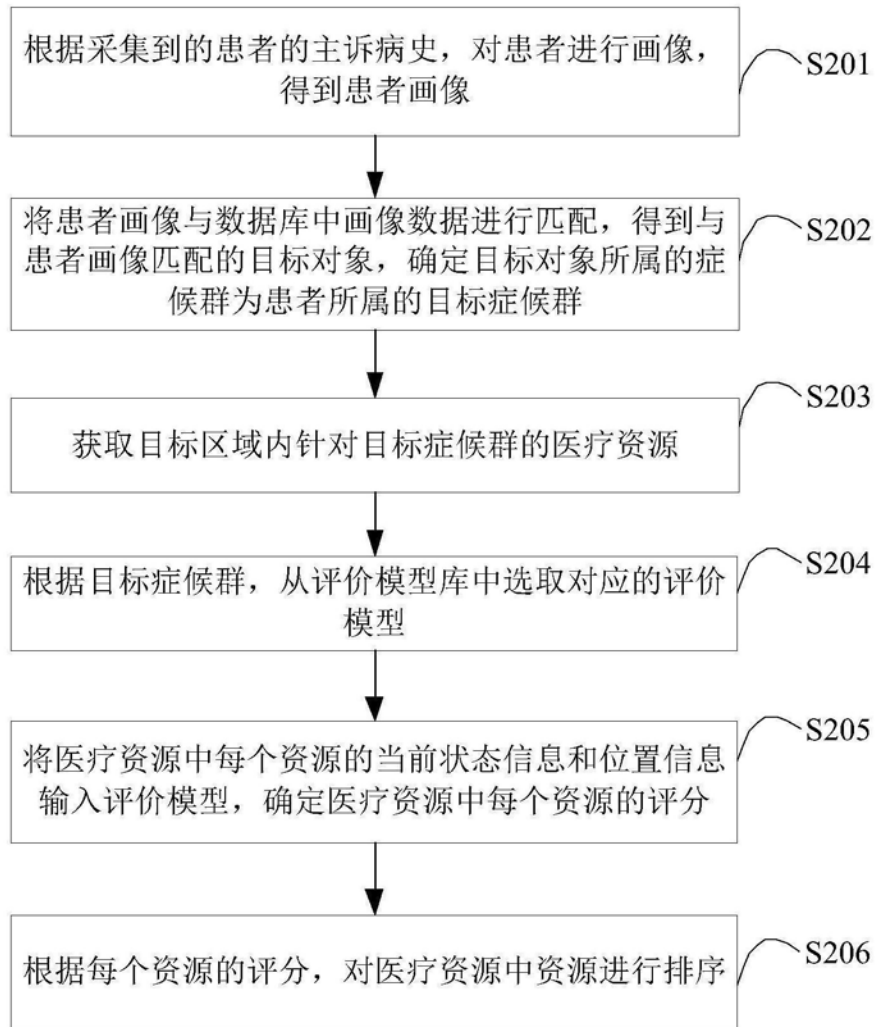 根据采集到的患者的主诉病史，对患者进行画像，
得到患者画像
S201
将患者画像与数据库中画像数据进行匹配，得到与
患者画像匹配的目标对象，确定目标对象所属的症
候群为患者所属的目标症候群
S202
获取目标区域内针对目标症候群的医疗资源
S203
根据目标症候群，从评价模型库中选取对应的评价
模型
S204
将医疗资源中每个资源的当前状态信息和位置信息
输入评价模型，确定医疗资源中每个资源的评分
S205
根据每个资源的评分，对医疗资源中资源进行排序
S206